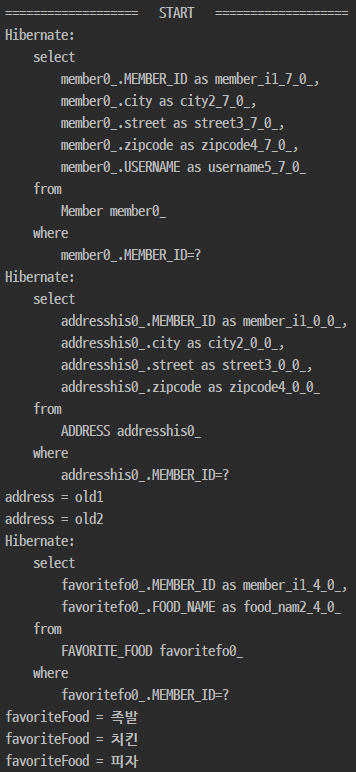 ===================   START   ===================
Hibernate:
    select
        member0_.MEMBER_ID as member_i1_7_0_,
        member0_.city as city2_7_0_,
        member0_.street as street3_7_0_,
        member0_.zipcode as zipcode4_7_0_,
        member0_.USERNAME as username5_7_0_
    from
        Member member0_
    where
        member0_.MEMBER_ID=?
Hibernate:
    select
        addresshis0_.MEMBER_ID as member_i1_0_0_,
        addresshis0_.city as city2_0_0_,
        addresshis0_.street as street3_0_0_,
        addresshis0_.zipcode as zipcode4_0_0_
    from
        ADDRESS addresshis0_
    where
        addresshis0_.MEMBER_ID=?
address = old1
address = old2
Hibernate:
    select
        favoritefo0_.MEMBER_ID as member_i1_4_0_,
        favoritefo0_.FOOD_NAME as food_nam2_4_0_
    from
        FAVORITE_FOOD favoritefo0_
    where
        favoritefo0_.MEMBER_ID=?
favoriteFood = 족발
favoriteFood = 치킨
favoriteFood = 피자